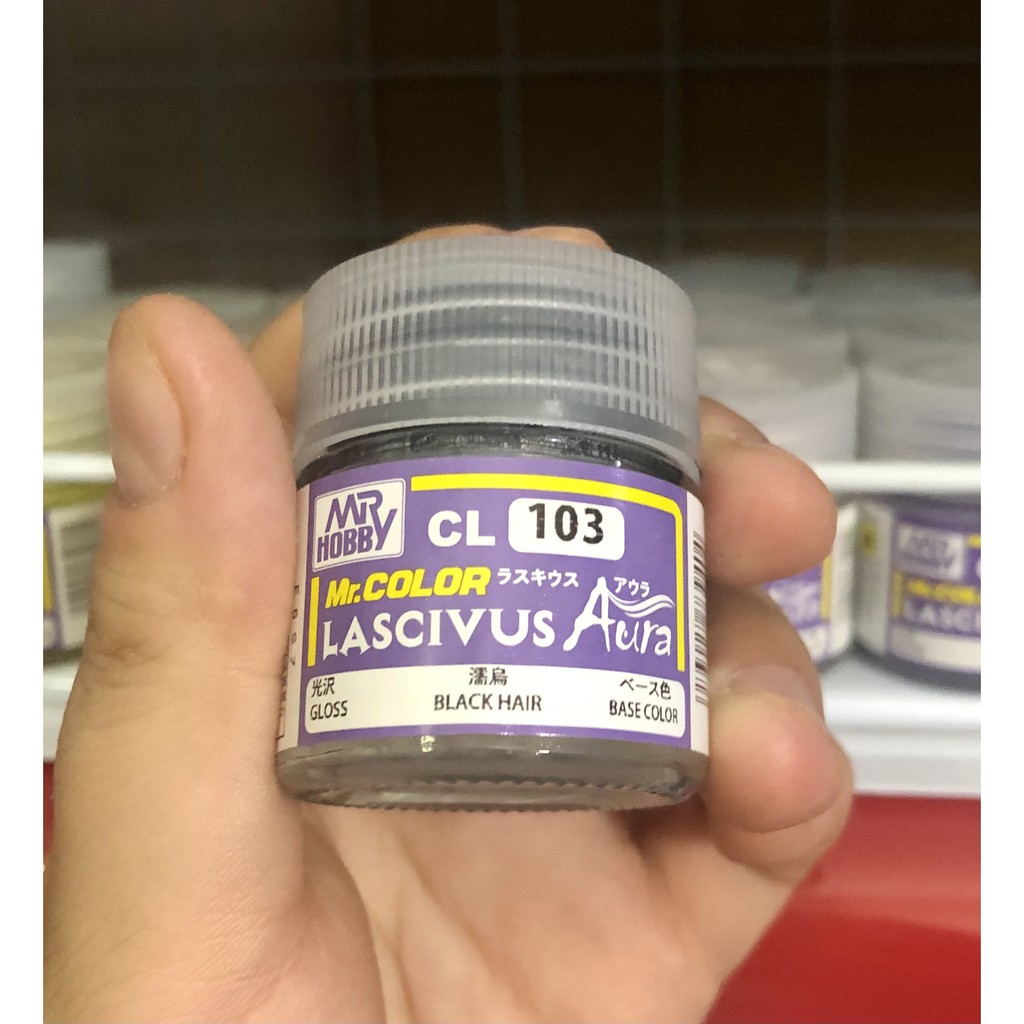 MR HOBBY
CL 103
Mr.COLOR ラスキウス アウラ
LASCIVUS Aura
光沢 濡烏 ベース色
GLOSS BLACK HAIR BASE COLOR